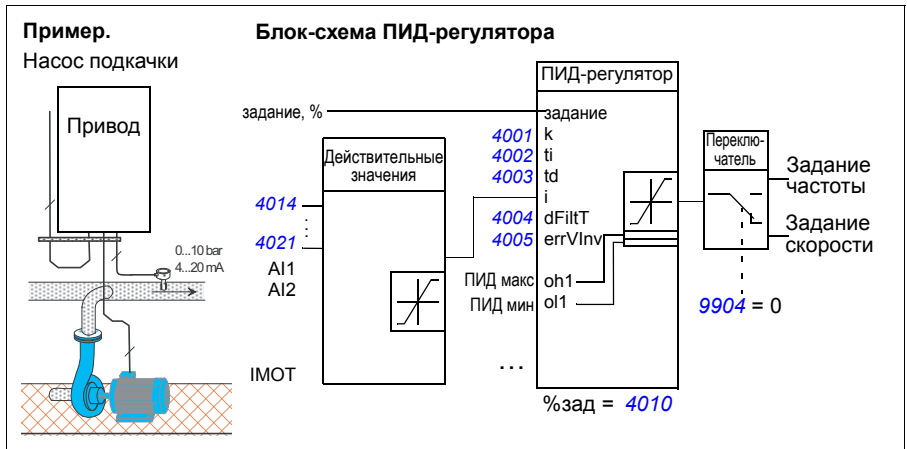 Пример.
Насос подкачки
Привод
0...10 bar
4...20 mA
Блок-схема ПИД-регулятора
задание, %
Действительные
значения
4014
:
4021
AI1
AI2
IMOT
ПИД-регулятор
задание
4001 k
4002 ti
4003 td
i
4004 dFiltT
4005 errVInv
ПИД макс oh1
ПИД мин ol1
...
%зад = 4010
Переклю-
чатель
Задание
частоты
Задание
скорости
9904 = 0